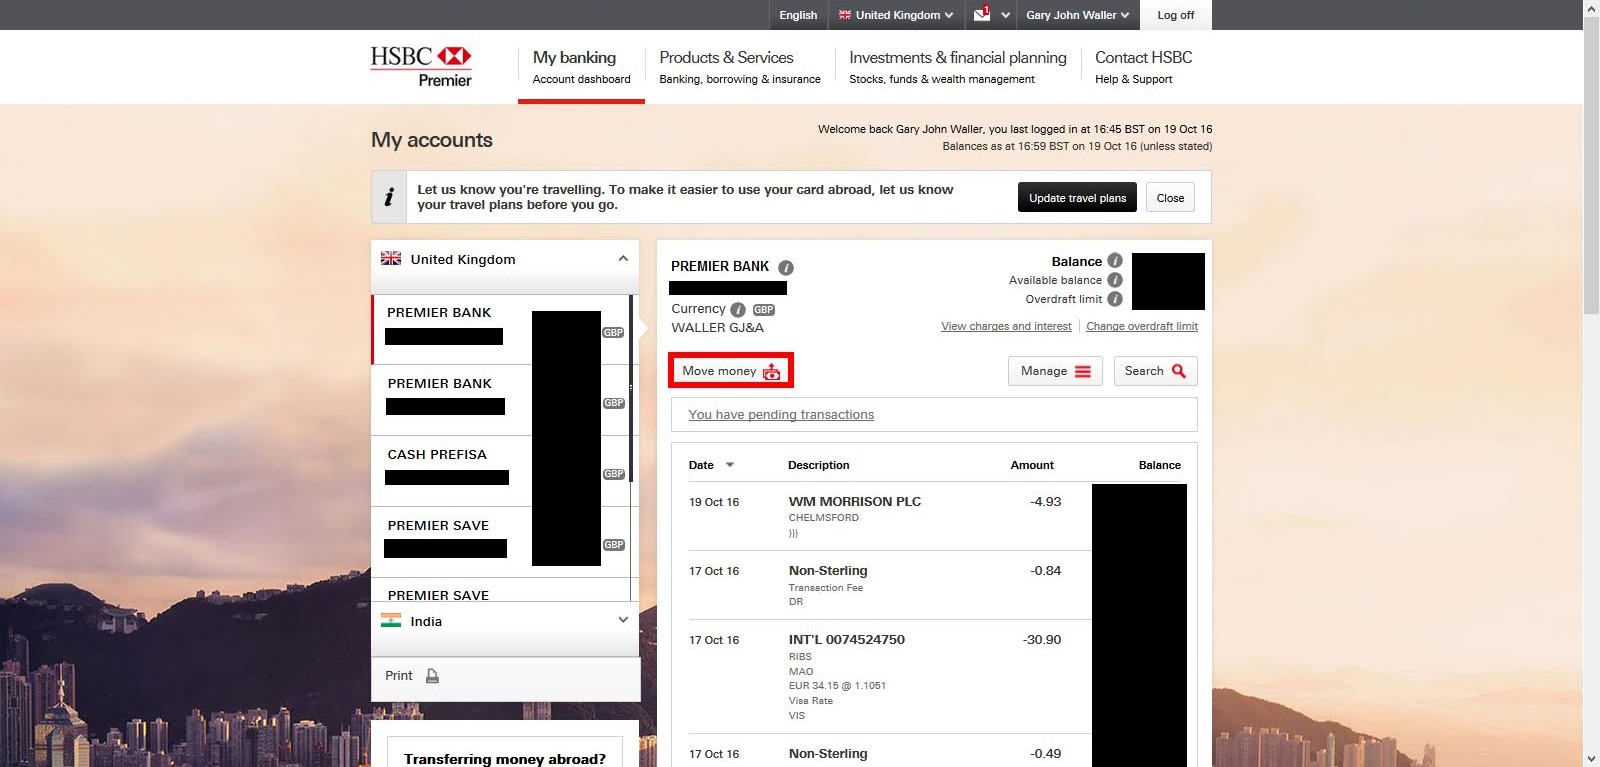 English
United Kingdom
1
Gary John Waller
Log off
HSBC
Premier
My banking
Account dashboard
Products & Services
Banking, borrowing & insurance
Investments & financial planning
Stocks, funds & wealth management
Contact HSBC
Help & Support
My accounts
Welcome back Gary John Waller, you last logged in at 16:45 BST on 19 Oct 16
Balances as at 16:59 BST on 19 Oct 16 (unless stated)
i
Let us know you're travelling. To make it easier to use your card abroad, let us know
your travel plans before you go.
Update travel plans
Close
United Kingdom
PREMIER BANK
GBP
PREMIER BANK
GBP
CASH PREFISA
GBP
PREMIER SAVE
GBP
PREMIER SAVE
India
Print
Transferring money abroad?
PREMIER BANK i
Currency i GBP
WALLER GJ&A
Balance i
Available balance i
Overdraft limit i
View charges and interest
Change overdraft limit
Move money
Manage
Search
You have pending transactions
Date Description Amount Balance
19 Oct 16 WM MORRISON PLC -4.93
CHELMSFORD
)))
17 Oct 16 Non-Sterling -0.84
Transaction Fee
DR
17 Oct 16 INT'L 0074524750 -30.90
RIBS
MAO
EUR 34.15 @ 1.1051
Visa Rate
VIS
17 Oct 16 Non-Sterling -0.49